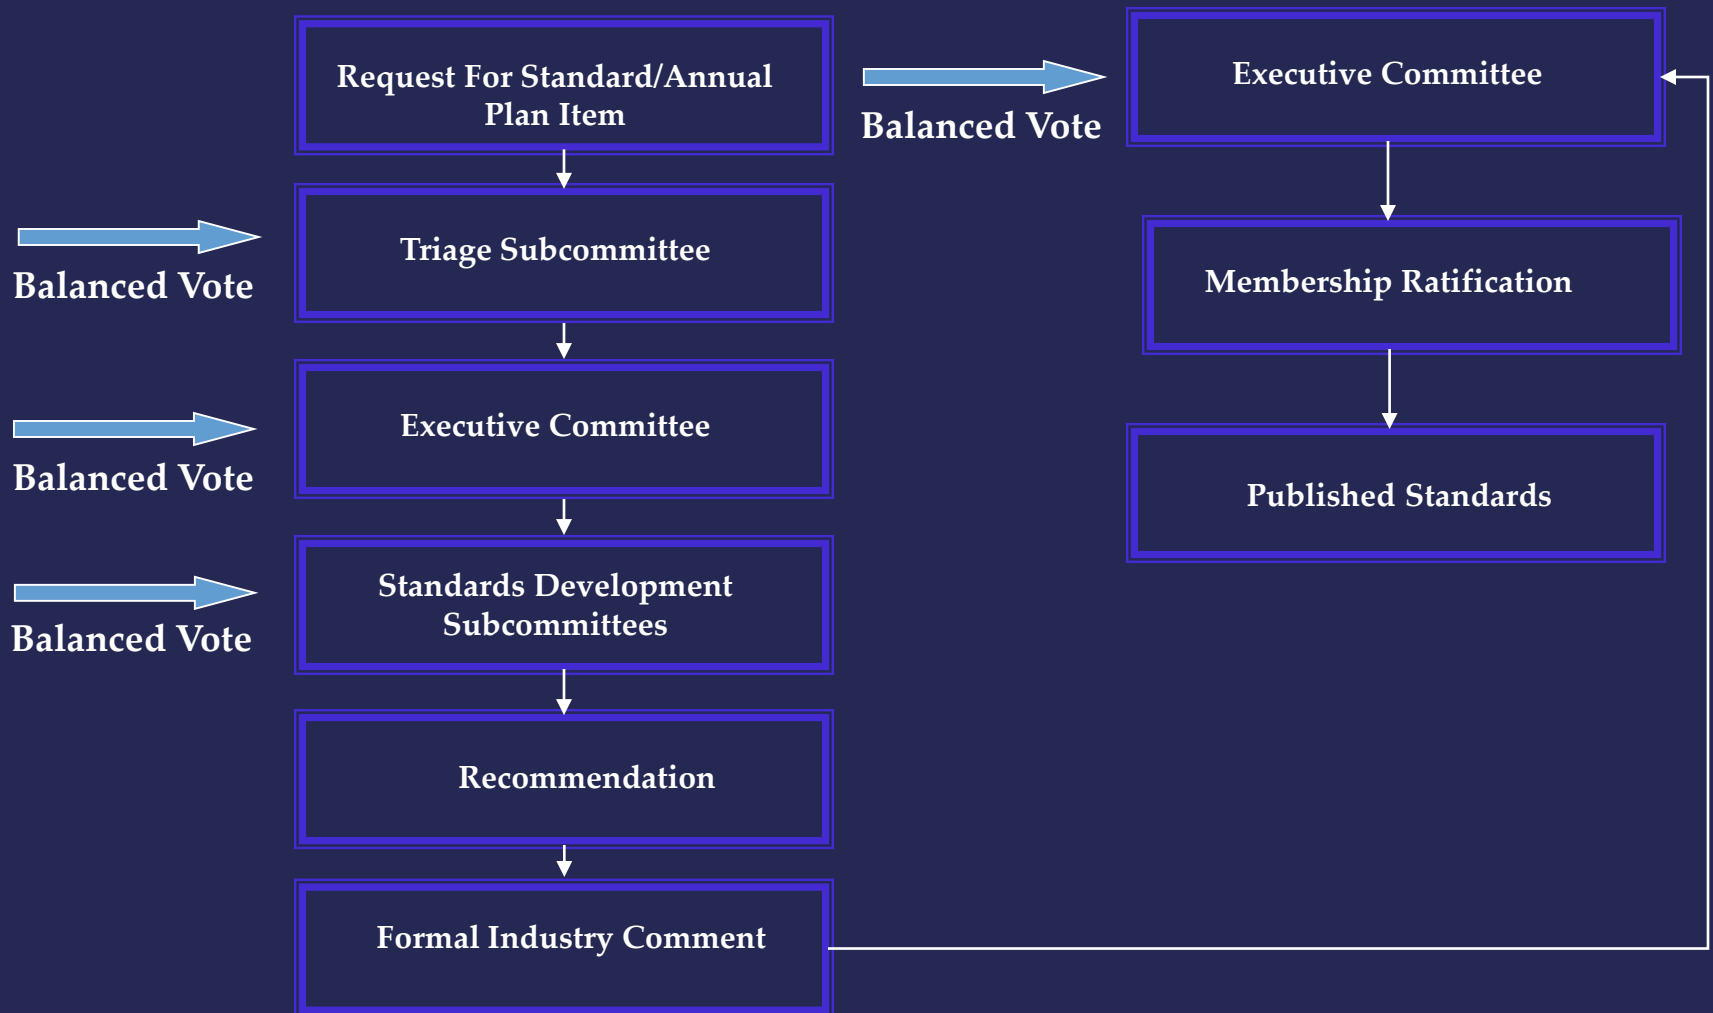 Request For Standard/Annual
Plan Item
Balanced Vote
Triage Subcommittee
Balanced Vote
Executive Committee
Balanced Vote
Standards Development
Subcommittees
Recommendation
Formal Industry Comment
Balanced Vote
Executive Committee
Membership Ratification
Published Standards